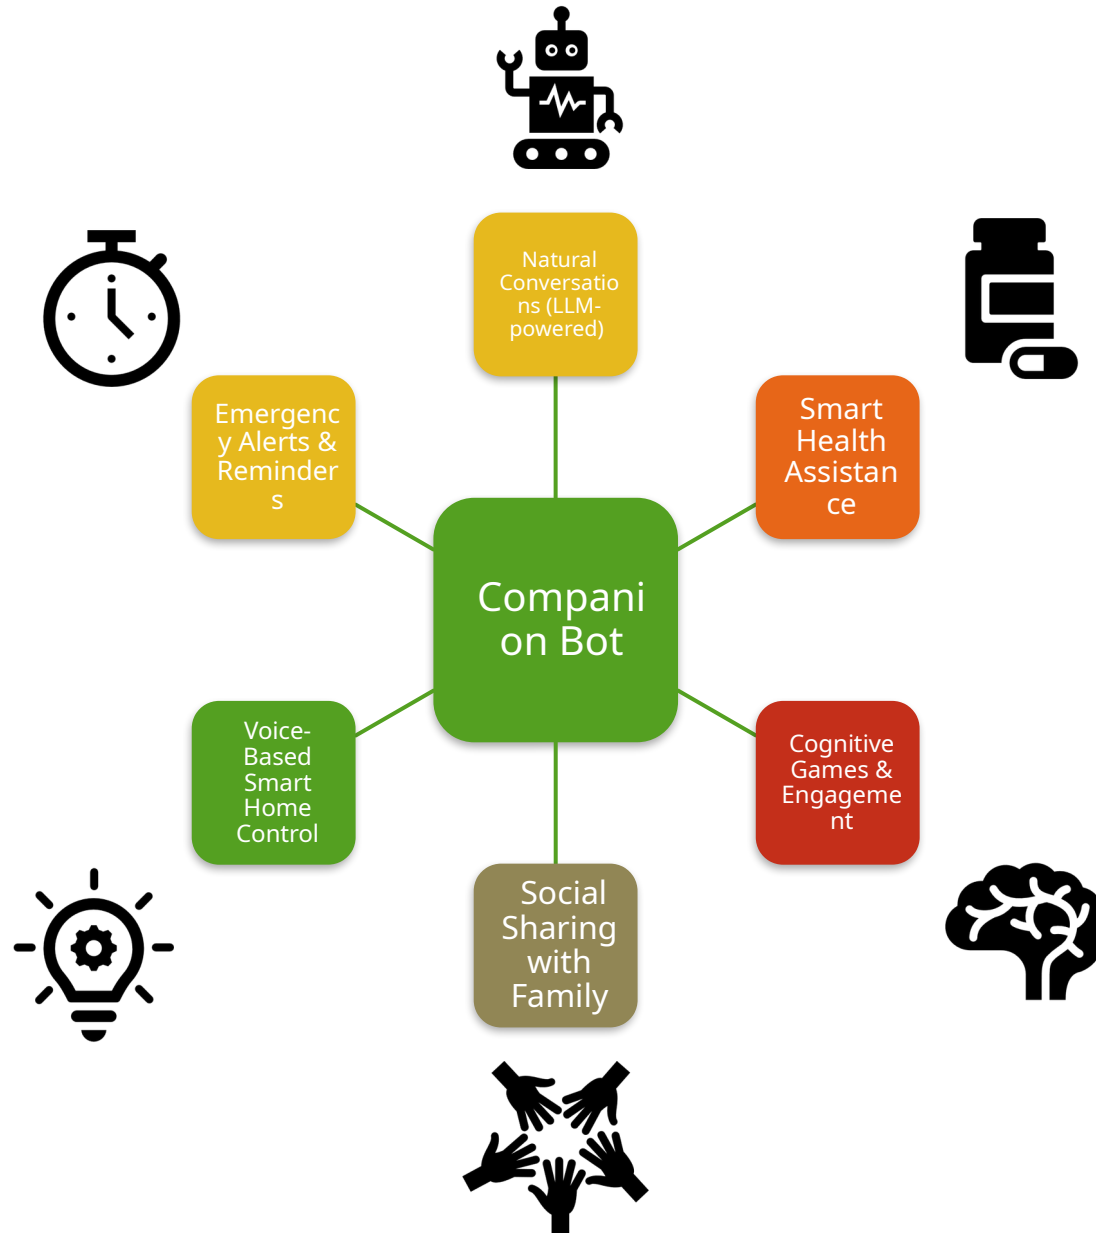 Natural
Conversatio
ns (LLM-
powered)
Smart
Health
Assistan
ce
Emergenc
y Alerts &
Reminder
s
Compani
on Bot
Voice-
Based
Smart
Home
Control
Cognitive
Games &
Engageme
nt
Social
Sharing
with
Family